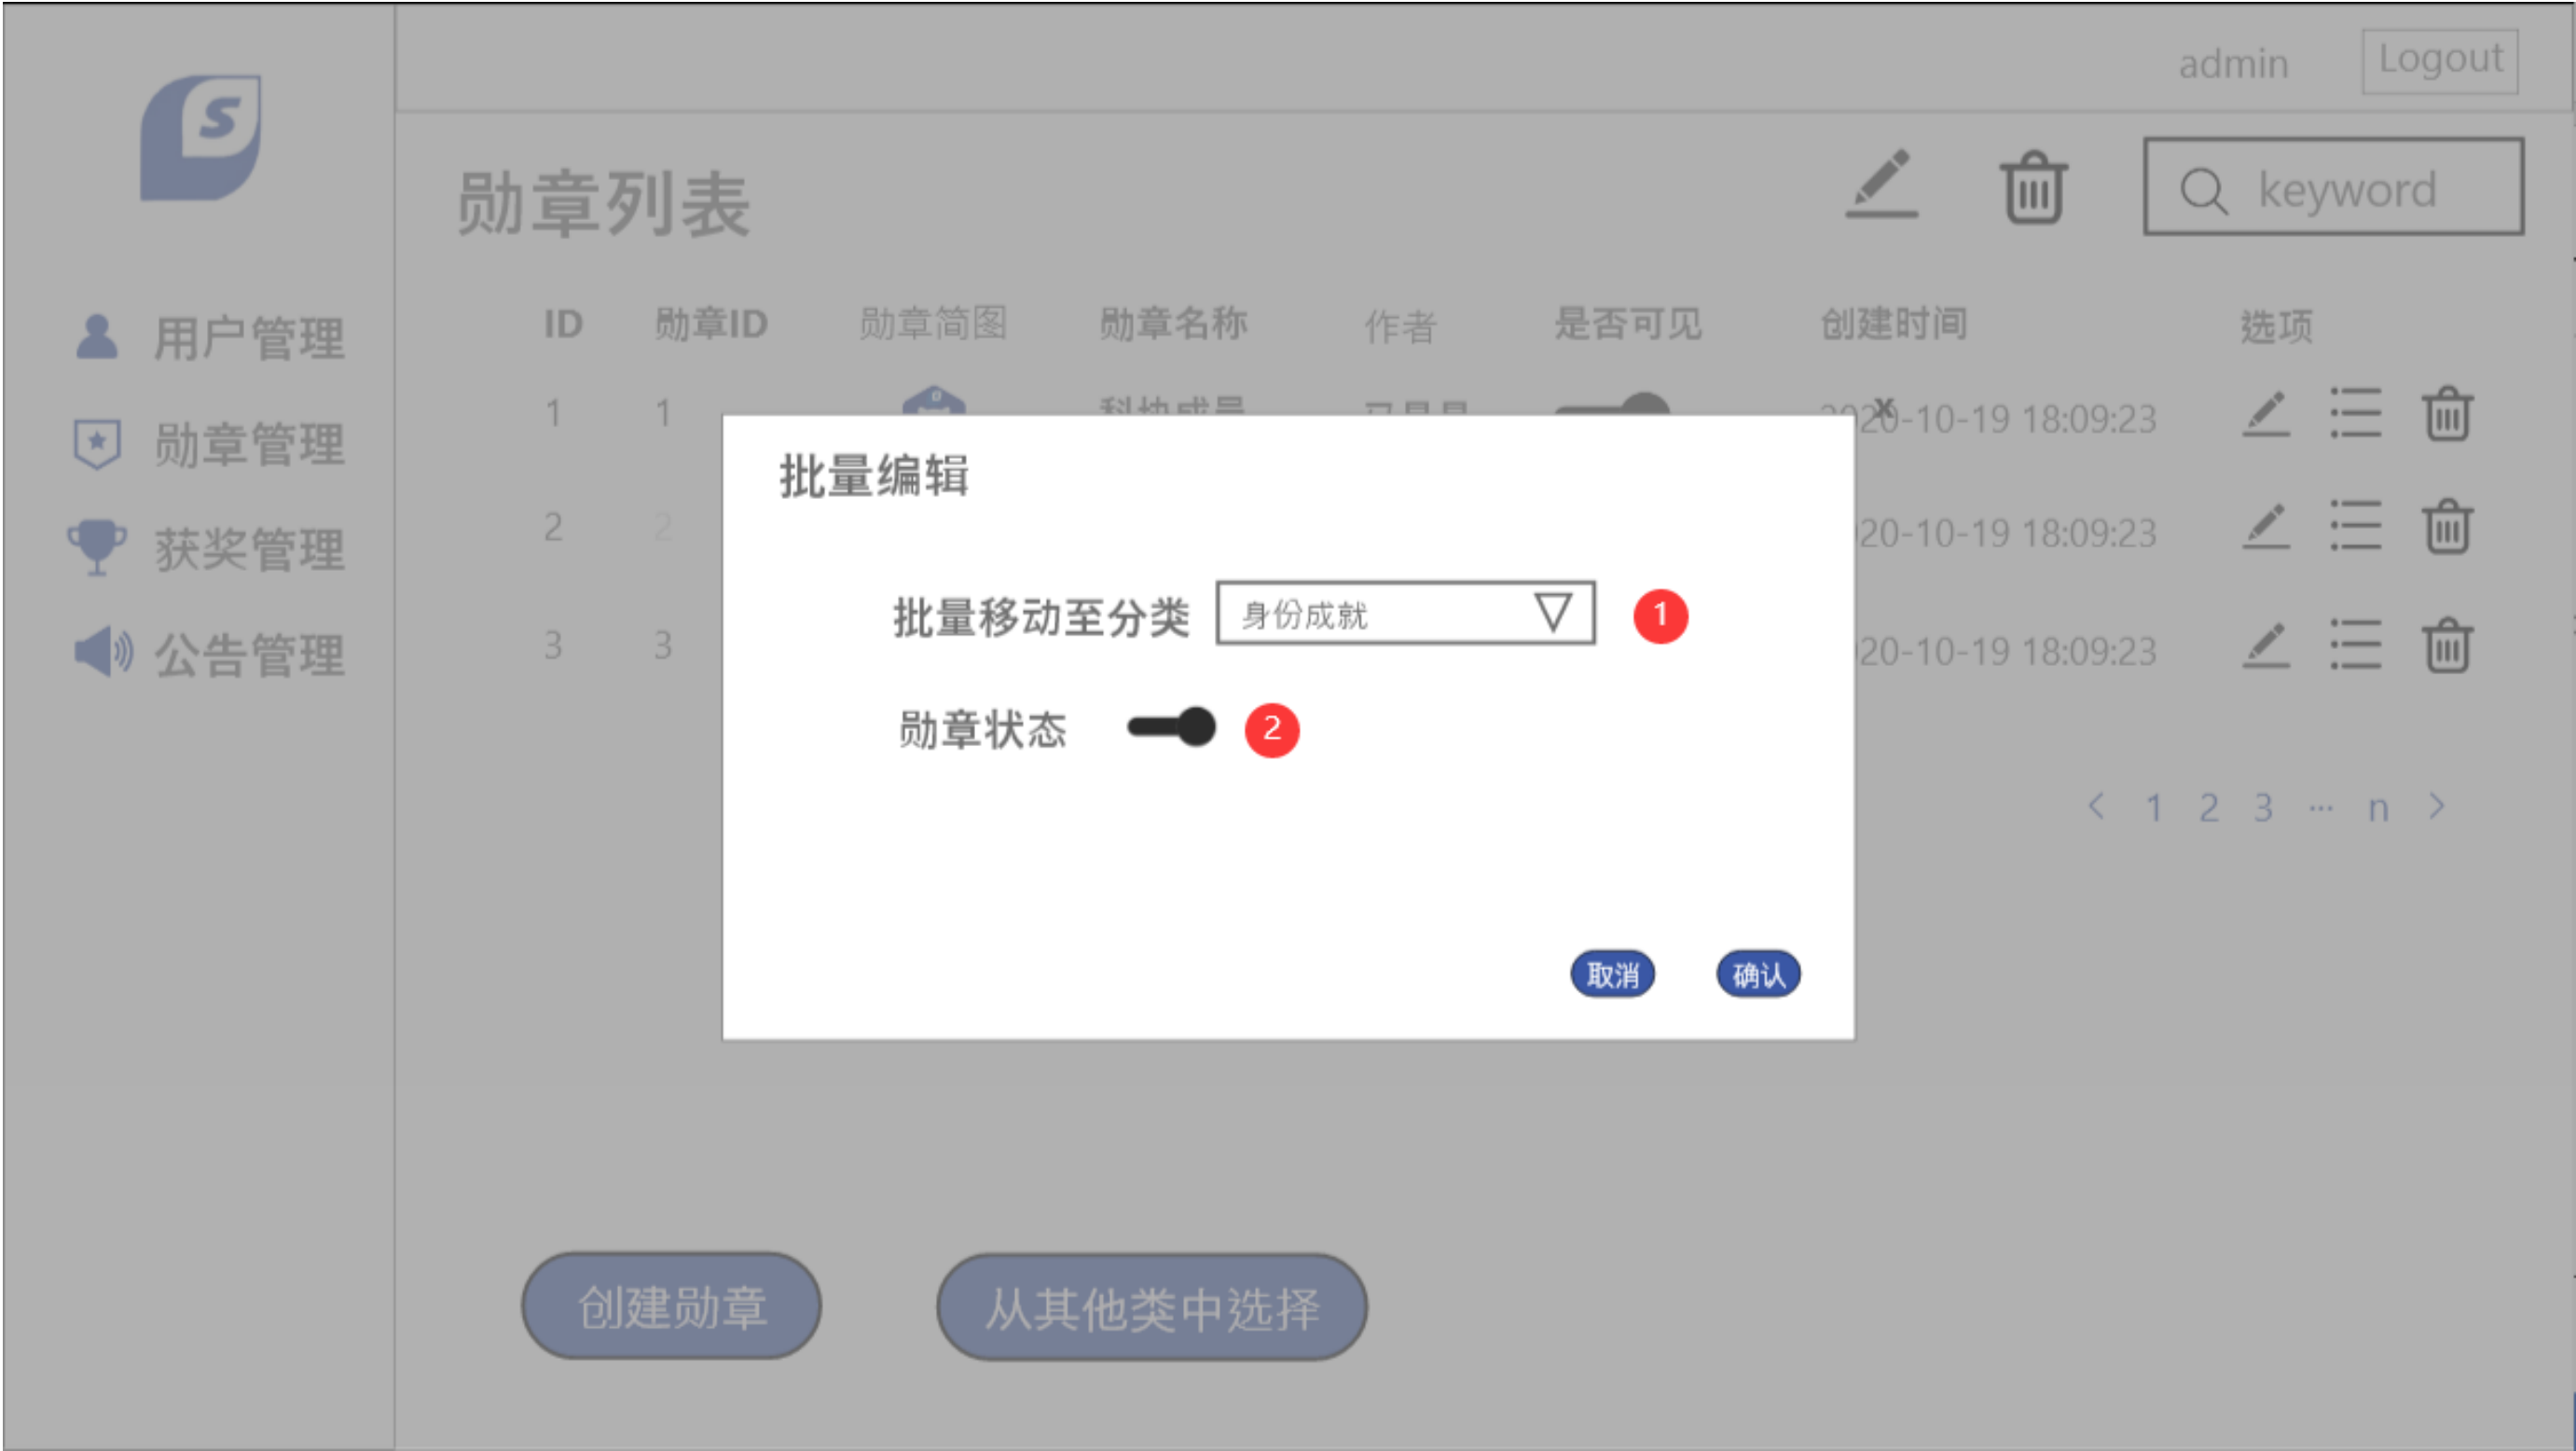 S
admin
Logout
勋章列表
keyword
用户管理
勋章管理
获奖管理
公告管理
ID 勋章ID 勋章简图 勋章名称 作者 是否可见 创建时间 选项
1 1 科协成员 2020-10-19 18:09:23
x
2 2 20-10-19 18:09:23
3 3 20-10-19 18:09:23
批量编辑
批量移动至分类 身份成就 1
勋章状态 2
取消 确认
< 1 2 3 ··· n >
创建勋章 从其他类中选择